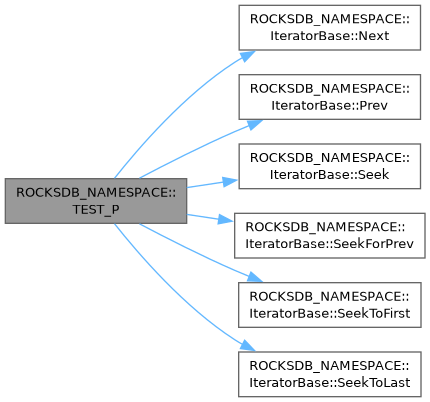 ROCKSDB_NAMESPACE::
IteratorBase::Next
ROCKSDB_NAMESPACE::
IteratorBase::Prev
ROCKSDB_NAMESPACE::
IteratorBase::Seek
ROCKSDB_NAMESPACE::
TEST_P
ROCKSDB_NAMESPACE::
IteratorBase::SeekForPrev
ROCKSDB_NAMESPACE::
IteratorBase::SeekToFirst
ROCKSDB_NAMESPACE::
IteratorBase::SeekToLast